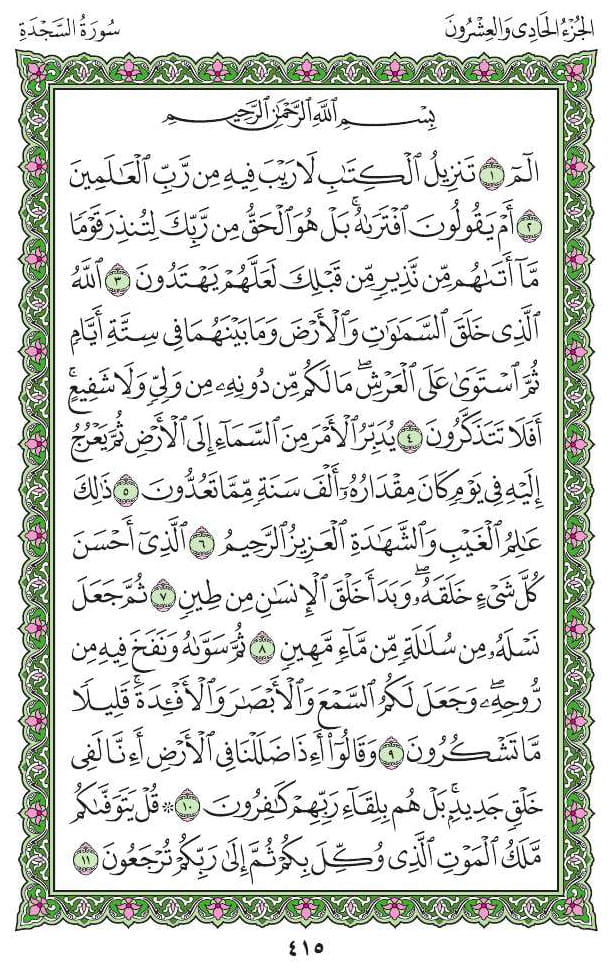 الجُزْءُ الحَادِى وَالعِشْرُونَ
سُورَةُ السَّجْدَةِ
بِسْمِ ٱللَّهِ ٱلرَّحْمَٰنِ ٱلرَّحِيمِ
الٓمٓ ١ تَنزِيلُ ٱلْكِتَٰبِ لَا رَيْبَ فِيهِ مِن رَّبِّ ٱلْعَٰلَمِينَ
٢ أَمْ يَقُولُونَ ٱفْتَرَىٰهُۚ بَلْ هُوَ ٱلْحَقُّ مِن رَّبِّكَ لِتُنذِرَ قَوْمًا
مَّآ أَتَىٰهُم مِّن نَّذِيرٍ مِّن قَبْلِكَ لَعَلَّهُمْ يَهْتَدُونَ ٣ ٱللَّهُ
ٱلَّذِى خَلَقَ ٱلسَّمَٰوَٰتِ وَٱلْأَرْضَ وَمَا بَيْنَهُمَا فِى سِتَّةِ أَيَّامٍ
ثُمَّ ٱسْتَوَىٰ عَلَى ٱلْعَرْشِۖ مَا لَكُم مِّن دُونِهِۦ مِن وَلِىٍّ وَلَا شَفِيعٍۚ
أَفَلَا تَتَذَكَّرُونَ ٤ يُدَبِّرُ ٱلْأَمْرَ مِنَ ٱلسَّمَآءِ إِلَى ٱلْأَرْضِ ثُمَّ يَعْرُجُ
إِلَيْهِ فِى يَوْمٍ كَانَ مِقْدَارُهُۥٓ أَلْفَ سَنَةٍ مِّمَّا تَعُدُّونَ ٥ ذَٰلِكَ
عَٰلِمُ ٱلْغَيْبِ وَٱلشَّهَٰدَةِ ٱلْعَزِيزُ ٱلرَّحِيمُ ٦ ٱلَّذِىٓ أَحْسَنَ
كُلَّ شَىْءٍ خَلَقَهُۥۖ وَبَدَأَ خَلْقَ ٱلْإِنسَٰنِ مِن طِينٍ ٧ ثُمَّ جَعَلَ
نَسْلَهُۥ مِن سُلَٰلَةٍ مِّن مَّآءٍ مَّهِينٍ ٨ ثُمَّ سَوَّىٰهُ وَنَفَخَ فِيهِ مِن
رُّوحِهِۦۖ وَجَعَلَ لَكُمُ ٱلسَّمْعَ وَٱلْأَبْصَٰرَ وَٱلْأَفْـِٔدَةَۚ قَلِيلًا
مَّا تَشْكُرُونَ ٩ وَقَالُوٓا۟ أَءِذَا ضَلَلْنَا فِى ٱلْأَرْضِ أَءِنَّا لَفِى
خَلْقٍ جَدِيدٍۭۚ بَلْ هُم بِلِقَآءِ رَبِّهِمْ كَٰفِرُونَ ١٠ ۞ قُلْ يَتَوَفَّىٰكُم
مَّلَكُ ٱلْمَوْتِ ٱلَّذِى وُكِّلَ بِكُمْ ثُمَّ إِلَىٰ رَبِّكُمْ تُرْجَعُونَ ١١
٤١٥